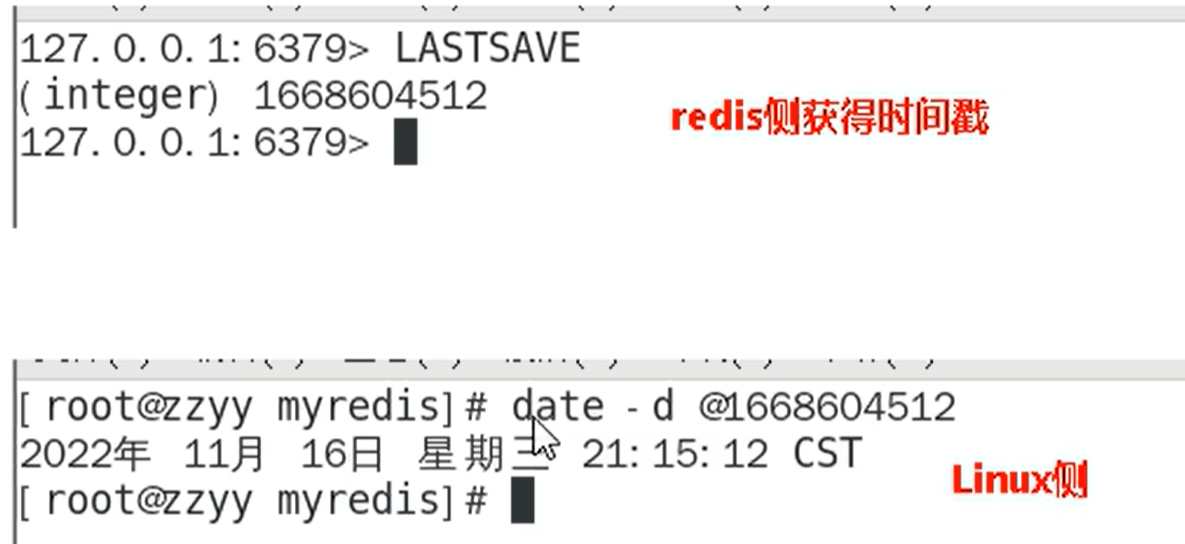 127.0.0.1:6379> LASTSAVE
(integer) 1668604512
redis侧获得时间戳
127.0.0.1:6379>
[root@zzyy myredis]# date -d @1668604512
2022年 11月 16日 星期三 21:15:12 CST
Linux侧
[root@zzyy myredis]#